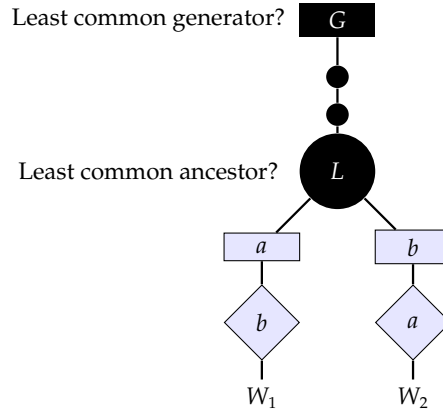 Least common generator? G
Least common ancestor? L
a b
b a
W₁ W₂